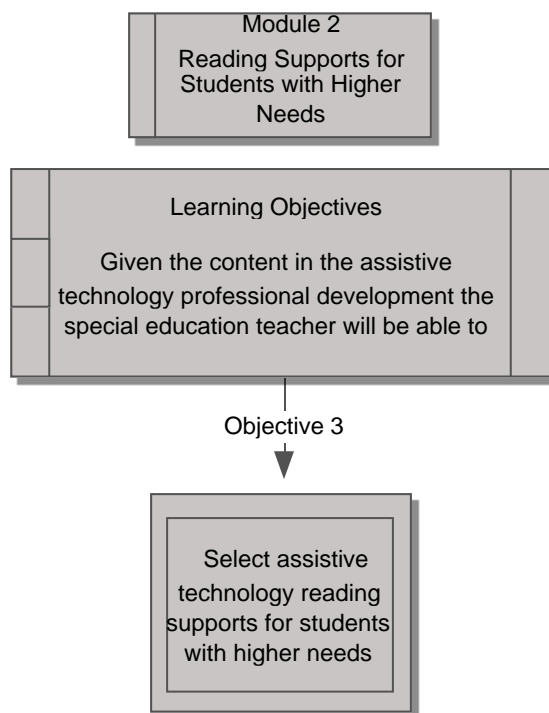 Module 2
Reading Supports for
Students with Higher
Needs
Learning Objectives
Given the content in the assistive
technology professional development the
special education teacher will be able to
Objective 3
Select assistive
technology reading
supports for students
with higher needs